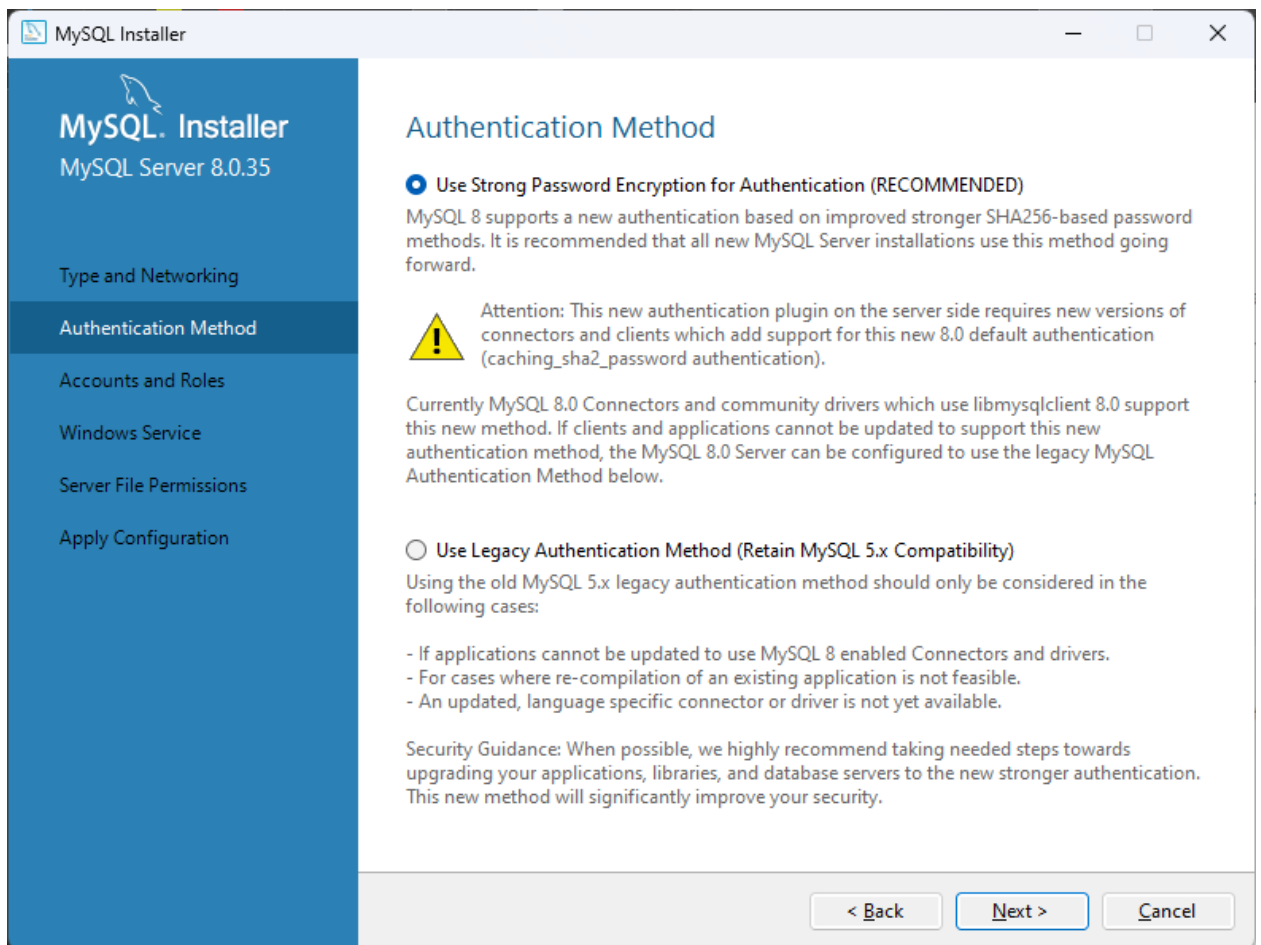 MySQL Installer
MySQL. Installer
MySQL Server 8.0.35
Type and Networking
Authentication Method
Accounts and Roles
Windows Service
Server File Permissions
Apply Configuration
Authentication Method
Use Strong Password Encryption for Authentication (RECOMMENDED)
MySQL 8 supports a new authentication based on improved stronger SHA256-based password
methods. It is recommended that all new MySQL Server installations use this method going
forward.
Attention: This new authentication plugin on the server side requires new versions of
connectors and clients which add support for this new 8.0 default authentication
(caching_sha2_password authentication).
Currently MySQL 8.0 Connectors and community drivers which use libmysqlclient 8.0 support
this new method. If clients and applications cannot be updated to support this new
authentication method, the MySQL 8.0 Server can be configured to use the legacy MySQL
Authentication Method below.
Use Legacy Authentication Method (Retain MySQL 5.x Compatibility)
Using the old MySQL 5.x legacy authentication method should only be considered in the
following cases:
- If applications cannot be updated to use MySQL 8 enabled Connectors and drivers.
- For cases where re-compilation of an existing application is not feasible.
- An updated, language specific connector or driver is not yet available.
Security Guidance: When possible, we highly recommend taking needed steps towards
upgrading your applications, libraries, and database servers to the new stronger authentication.
This new method will significantly improve your security.
< Back
Next >
Cancel